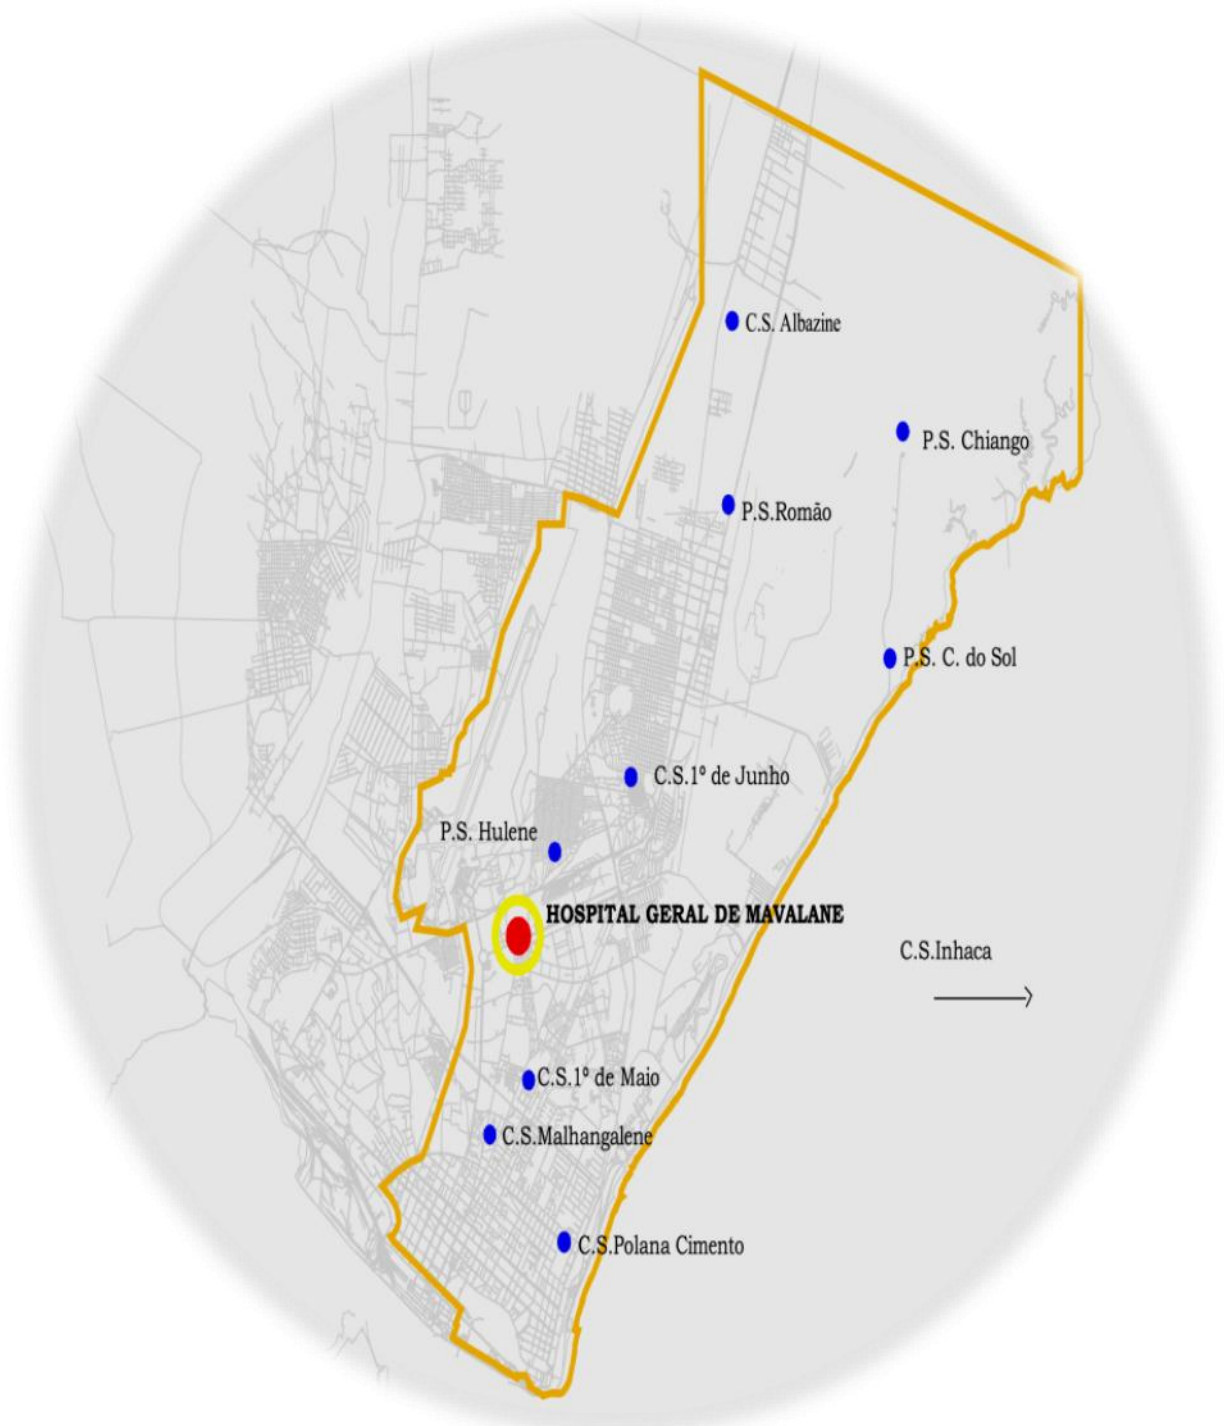 C.S. Albazine
P.S. Chiango
P.S.Romão
P.S. C. do Sol
C.S.1º de Junho
P.S. Hulene
HOSPITAL GERAL DE MAVALANE
C.S.Inhaca
C.S.1º de Maio
C.S.Malhangalene
C.S.Polana Cimento